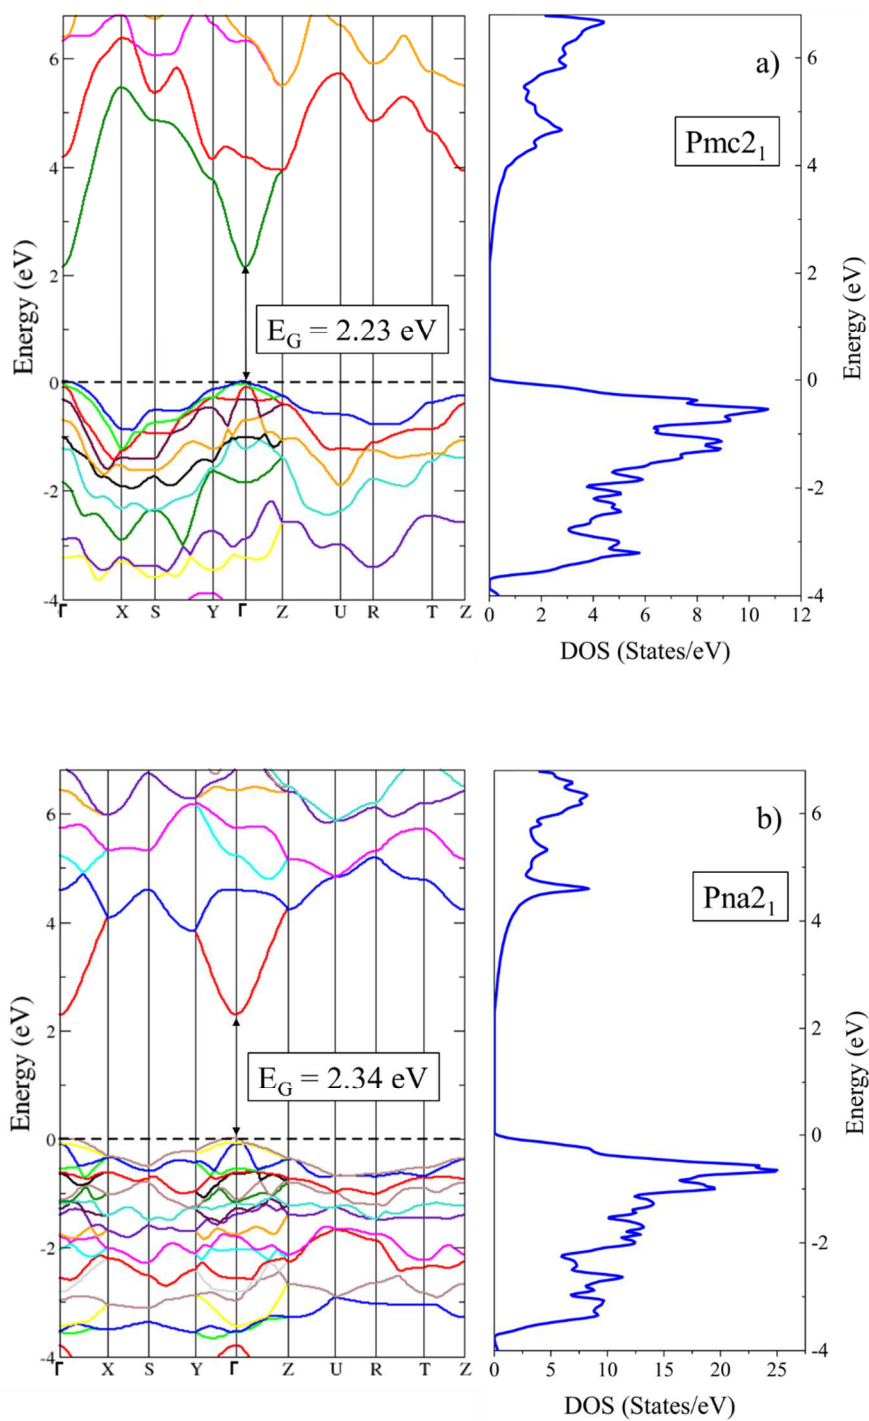 a)
Pmc2₁
6
4
2
0
-2
-4
Energy (eV)
E_G = 2.23 eV
Γ X S Y Γ Z U R T Z
6
4
2
0
-2
-4
Energy (eV)
0 2 4 6 8 10 12
DOS (States/eV)
b)
Pna2₁
6
4
2
0
-2
-4
Energy (eV)
E_G = 2.34 eV
Γ X S Y Γ Z U R T Z
6
4
2
0
-2
-4
Energy (eV)
0 5 10 15 20 25
DOS (States/eV)